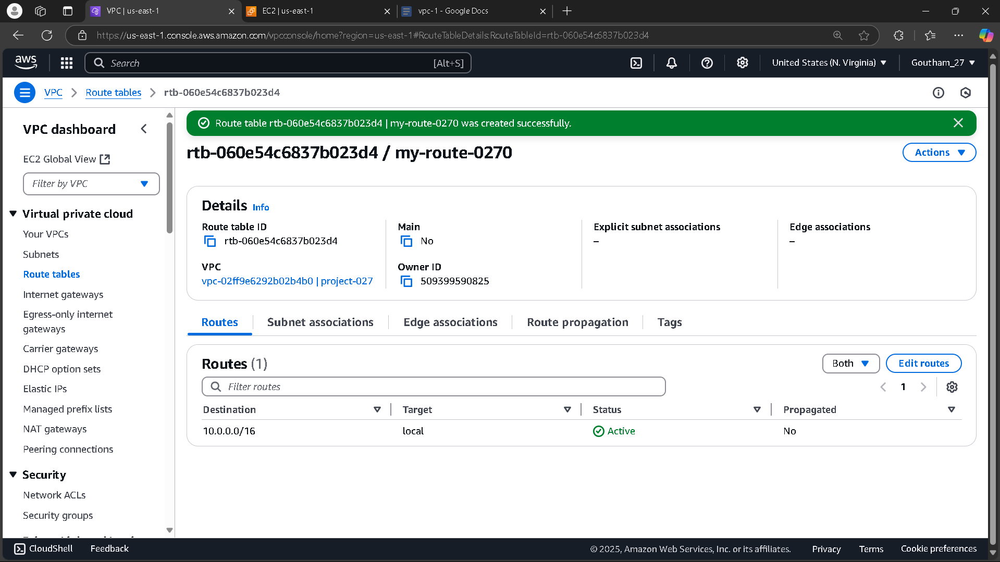 VPC | us-east-1
EC2 | us-east-1
vpc-1 - Google Docs
https://us-east-1.console.aws.amazon.com/vpcconsole/home?region=us-east-1#RouteTableDetails:RouteTableId=rtb-060e54c6837b023d4
aws
Search
[Alt+S]
United States (N. Virginia)
Goutham_27
VPC
Route tables
rtb-060e54c6837b023d4
VPC dashboard
EC2 Global View
Filter by VPC
Virtual private cloud
Your VPCs
Subnets
Route tables
Internet gateways
Egress-only internet
gateways
Carrier gateways
DHCP option sets
Elastic IPs
Managed prefix lists
NAT gateways
Peering connections
Security
Network ACLs
Security groups
Route table rtb-060e54c6837b023d4 | my-route-0270 was created successfully.
rtb-060e54c6837b023d4 / my-route-0270
Actions
Details Info
Route table ID
rtb-060e54c6837b023d4
Main
No
Explicit subnet associations
–
Edge associations
–
VPC
vpc-02ff9e6292b02b4b0 | project-027
Owner ID
509399590825
Routes
Subnet associations
Edge associations
Route propagation
Tags
Routes (1)
Both
Edit routes
Filter routes
1
Destination
Target
Status
Propagated
10.0.0.0/16
local
Active
No
CloudShell
Feedback
© 2025, Amazon Web Services, Inc. or its affiliates.
Privacy
Terms
Cookie preferences